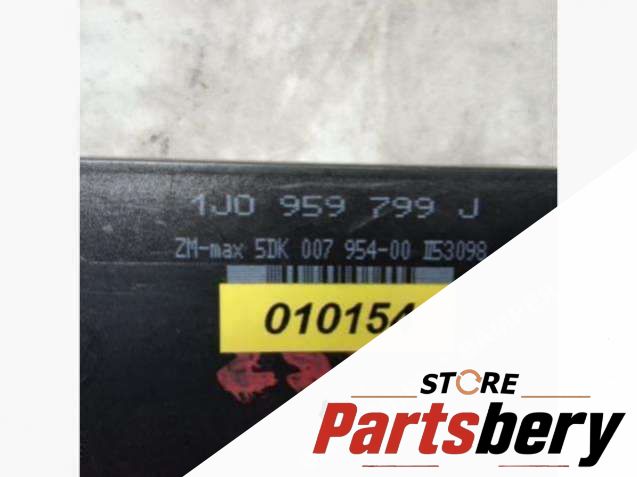 1J0 959 799 J
ZM-max 5DK 007 954-00
010154
STORE
Partsbery